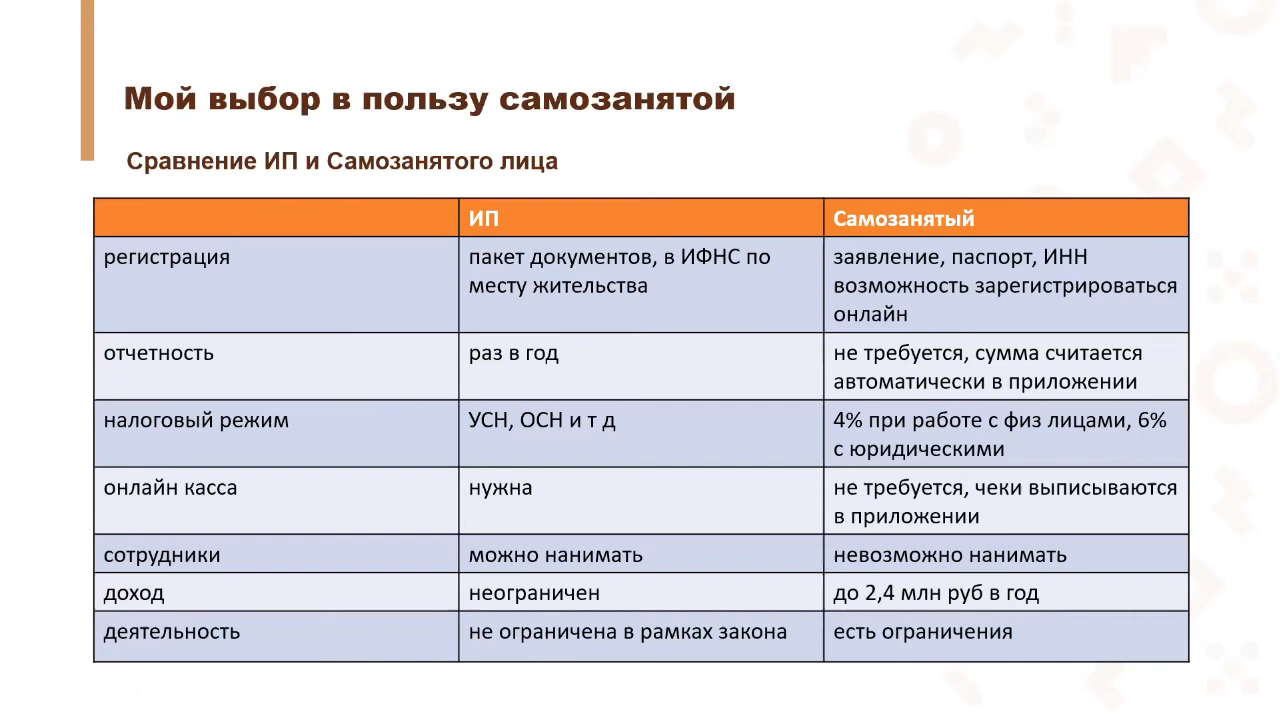 Мой выбор в пользу самозанятой
Сравнение ИП и Самозанятого лица
ИП
Самозанятый
регистрация
пакет документов, в ИФНС по
месту жительства
заявление, паспорт, ИНН
возможность зарегистрироваться
онлайн
отчетность
раз в год
не требуется, сумма считается
автоматически в приложении
налоговый режим
УСН, ОСН и т д
4% при работе с физ лицами, 6%
с юридическими
онлайн касса
нужна
не требуется, чеки выписываются
в приложении
сотрудники
можно нанимать
невозможно нанимать
доход
неограничен
до 2,4 млн руб в год
деятельность
не ограничена в рамках закона
есть ограничения